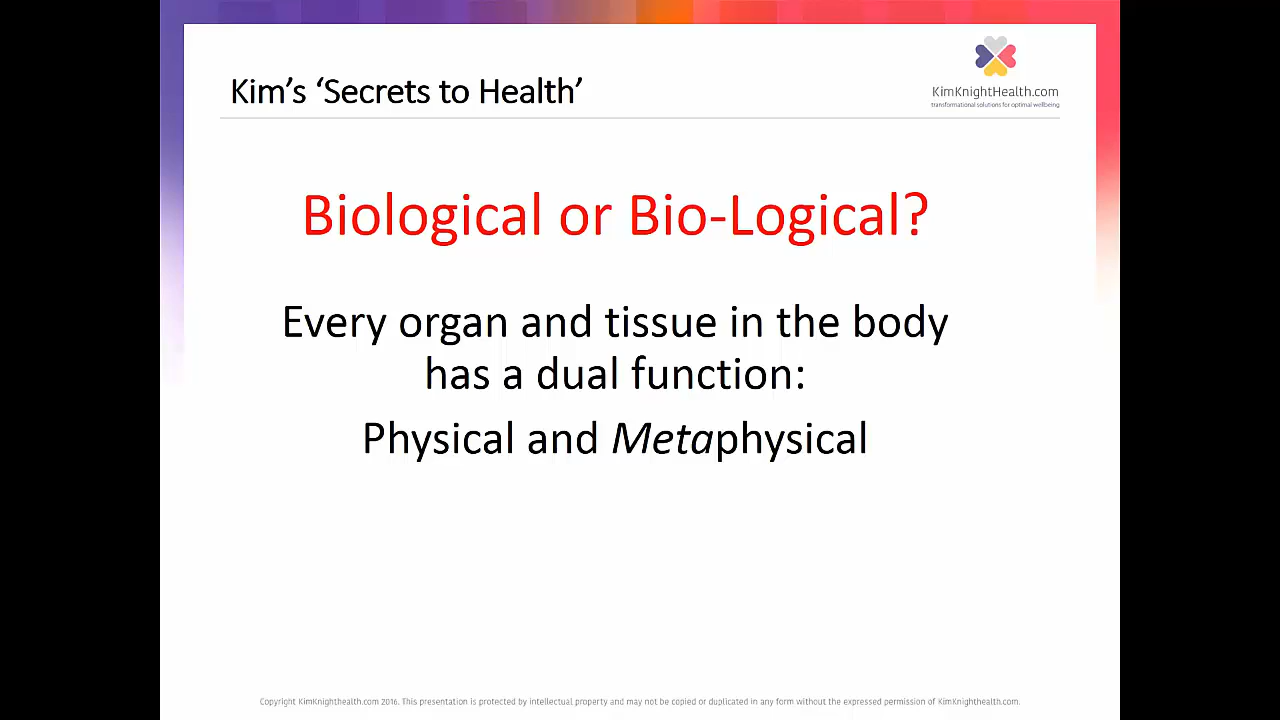 Kim's ‘Secrets to Health’
KimKnightHealth.com
transformational solutions for optimal wellbeing
Biological or Bio-Logical?
Every organ and tissue in the body
has a dual function:
Physical and Metaphysical
Copyright KimKnighthealth.com 2016. This presentation is protected by intellectual property and may not be copied or duplicated in any form without the expressed permission of KimKnighthealth.com.